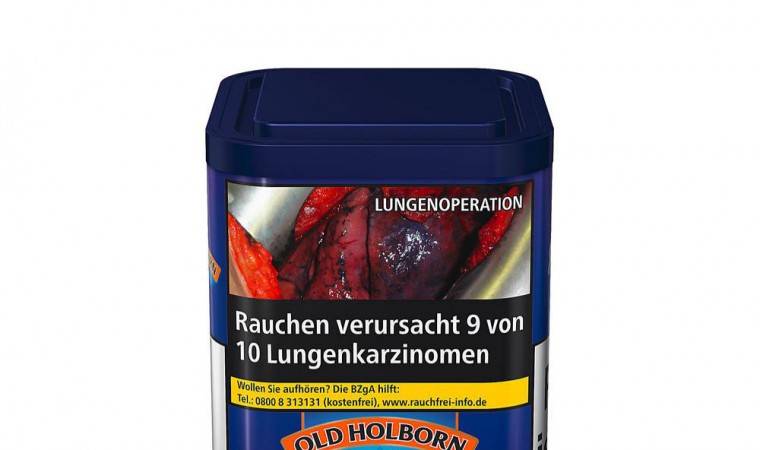 LUNGENOPERATION
Rauchen verursacht 9 von
10 Lungenkarzinomen
Wollen Sie aufhören? Die BZgA hilft:
Tel.: 0800 8 313131 (kostenfrei), www.rauchfrei-info.de
OLD HOLBORN